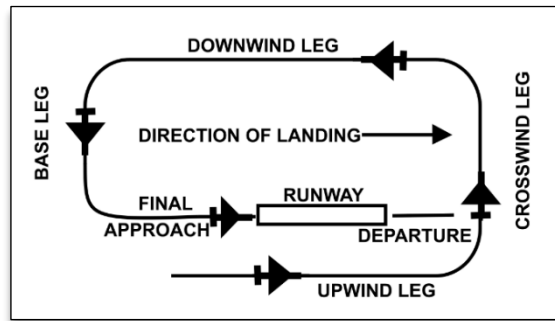 DOWNWIND LEG
BASE LEG
CROSSWIND LEG
DIRECTION OF LANDING
FINAL
APPROACH
RUNWAY
DEPARTURE
UPWIND LEG